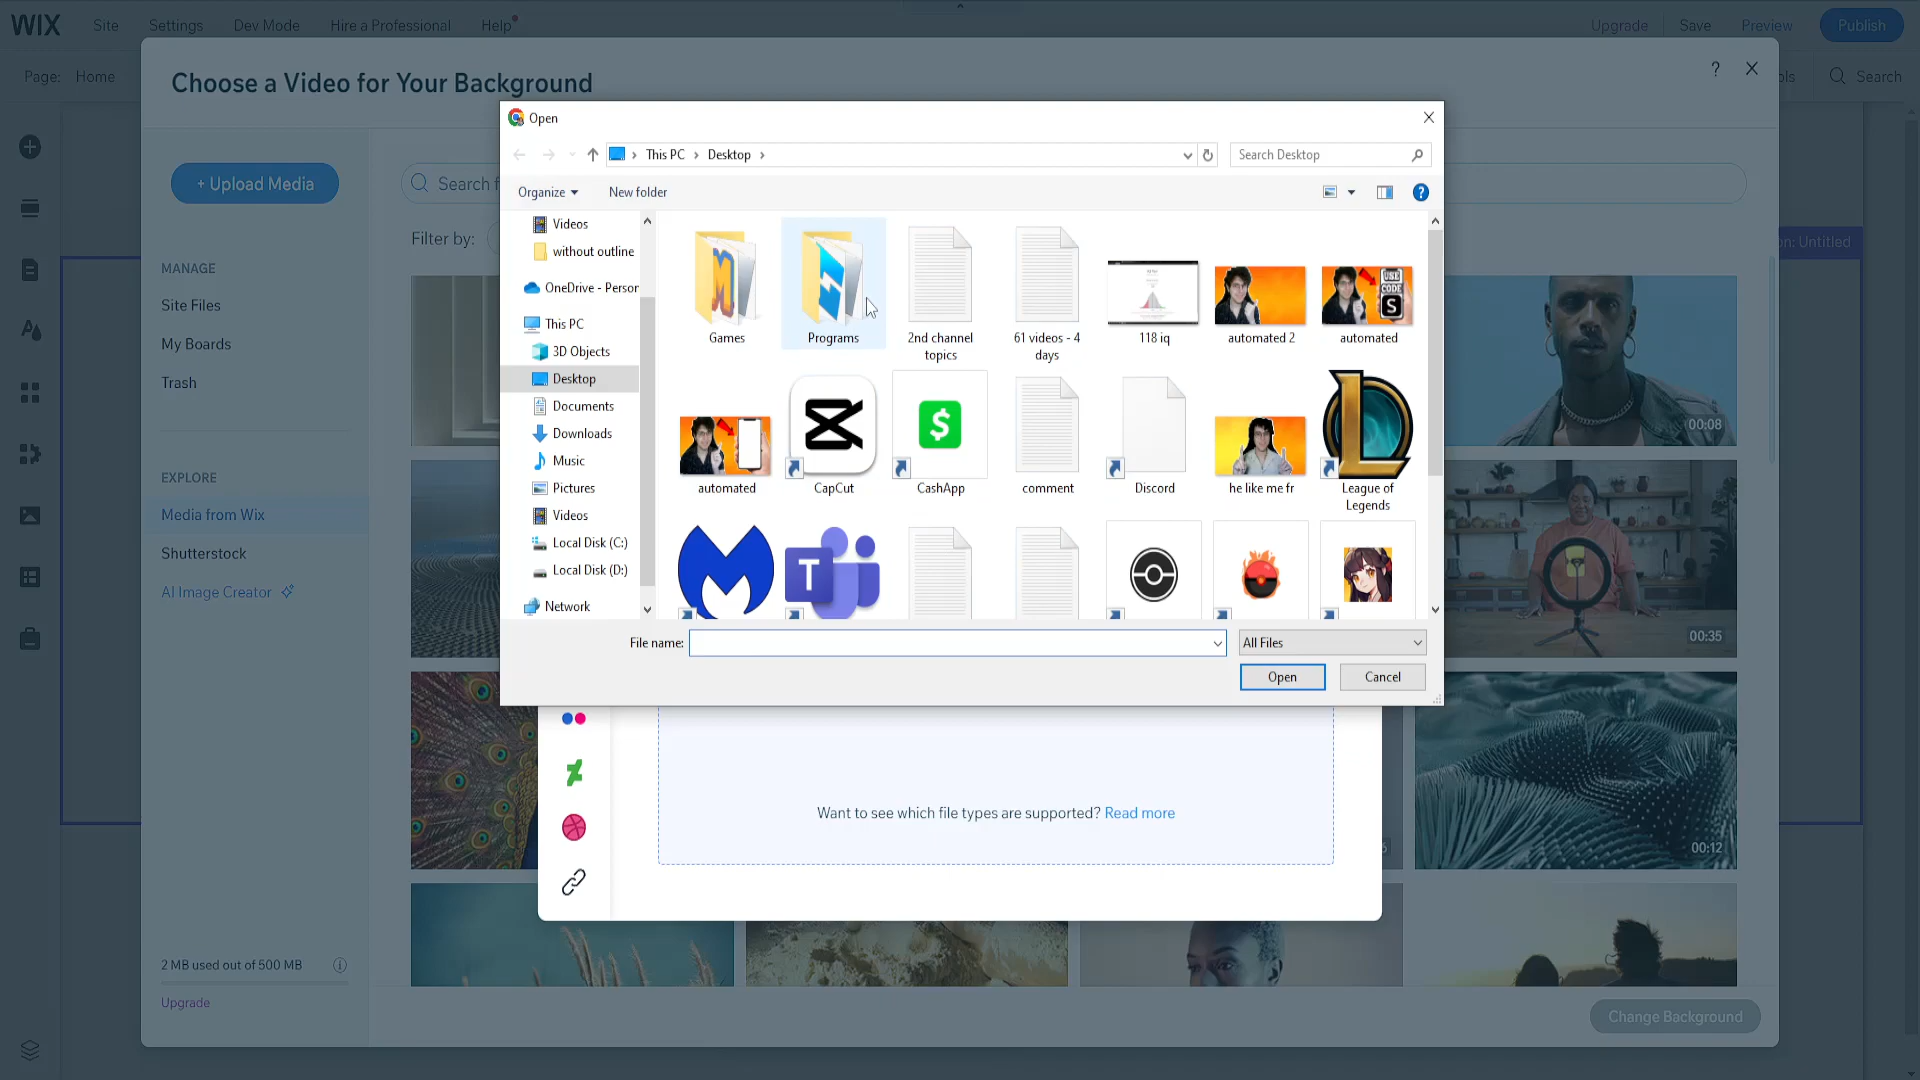 WIX
Site
Settings
Dev Mode
Hire a Professional
Help
Upgrade
Save
Preview
Publish
Page: Home
Search
Choose a Video for Your Background
?
+ Upload Media
MANAGE
Site Files
My Boards
Trash
EXPLORE
Media from Wix
Shutterstock
AI Image Creator
2 MB used out of 500 MB
Upgrade
Filter by:
Open
This PC
Desktop
Search Desktop
Organize
New folder
?
Videos
without outline
OneDrive - Person
This PC
3D Objects
Desktop
Documents
Downloads
Music
Pictures
Videos
Local Disk (C:)
Local Disk (D:)
Network
Games
Programs
2nd channel
topics
61 videos - 4
days
118 iq
automated 2
USE
CODE
S
automated
automated
CapCut
$
CashApp
comment
Discord
he like me fr
League of
Legends
T
File name:
All Files
Open
Cancel
on: Untitled
00:08
00:35
00:12
Want to see which file types are supported? Read more
Change Background